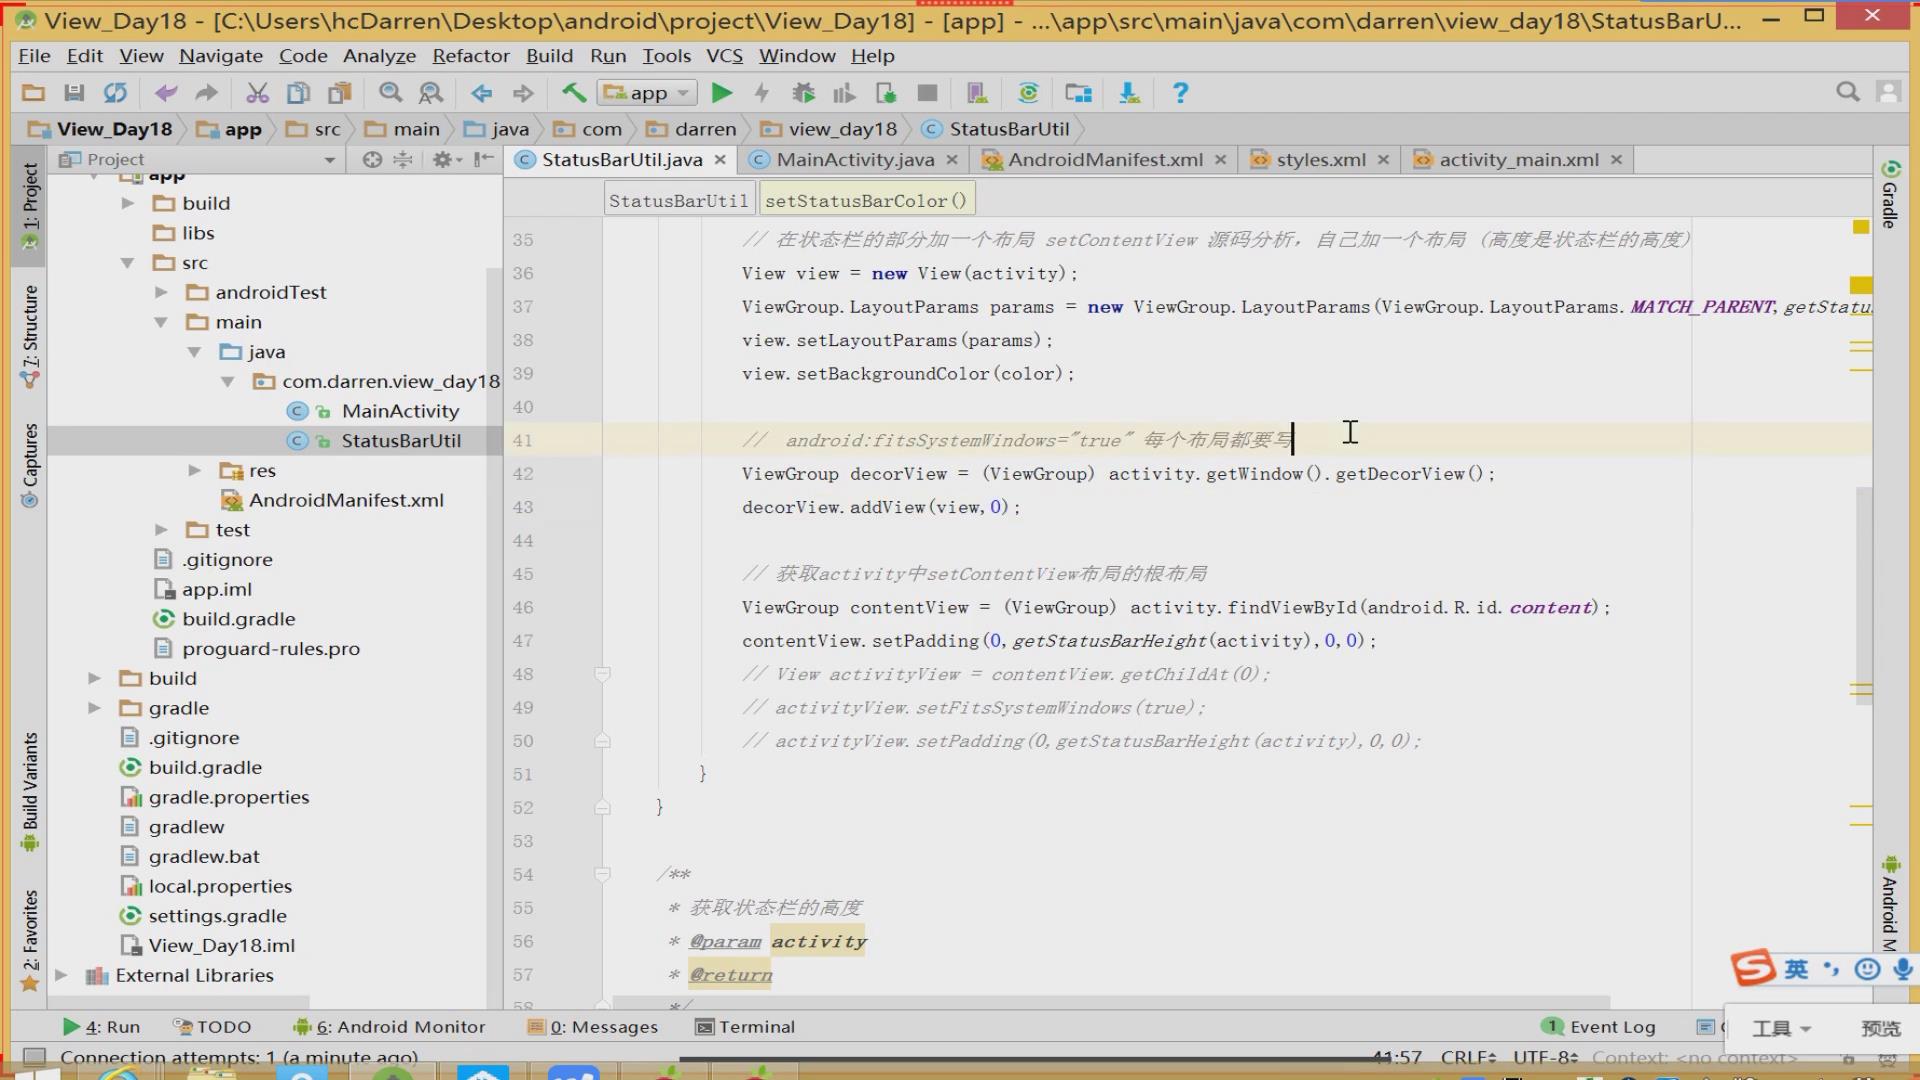 View_Day18 - [C:\Users\hcDarren\Desktop\android\project\View_Day18] - [app] - ...\app\src\main\java\com\darren\view_day18\StatusBarU...
File Edit View Navigate Code Analyze Refactor Build Run Tools VCS Window Help
app
View_Day18 app src main java com darren view_day18 StatusBarUtil
Project
StatusBarUtil.java MainActivity.java AndroidManifest.xml styles.xml activity_main.xml
StatusBarUtil setStatusBarColor()
1: Project
7: Structure
Captures
Build Variants
2: Favorites
app
build
libs
src
androidTest
main
java
com.darren.view_day18
MainActivity
StatusBarUtil
res
AndroidManifest.xml
test
.gitignore
app.iml
build.gradle
proguard-rules.pro
build
gradle
.gitignore
build.gradle
gradle.properties
gradlew
gradlew.bat
local.properties
settings.gradle
View_Day18.iml
External Libraries
35 // 在状态栏的部分加一个布局 setContentView 源码分析，自己加一个布局 (高度是状态栏的高度)
36 View view = new View(activity);
37 ViewGroup.LayoutParams params = new ViewGroup.LayoutParams(ViewGroup.LayoutParams.MATCH_PARENT,getStatu
38 view.setLayoutParams(params);
39 view.setBackgroundColor(color);
40
41 // android:fitsSystemWindows="true" 每个布局都要写
42 ViewGroup decorView = (ViewGroup) activity.getWindow().getDecorView();
43 decorView.addView(view,0);
44
45 // 获取activity中setContentView布局的根布局
46 ViewGroup contentView = (ViewGroup) activity.findViewById(android.R.id.content);
47 contentView.setPadding(0,getStatusBarHeight(activity),0,0);
48 // View activityView = contentView.getChildAt(0);
49 // activityView.setFitsSystemWindows(true);
50 // activityView.setPadding(0,getStatusBarHeight(activity),0,0);
51 }
52 }
53
54 /**
55 * 获取状态栏的高度
56 * @param activity
57 * @return
58 */
Gradle
Android M
英
工具 预览
4: Run TODO 6: Android Monitor 0: Messages Terminal 1 Event Log
Connection attempts: 1 (a minute ago) 41:57 CRLF UTF-8 Context: <no context>